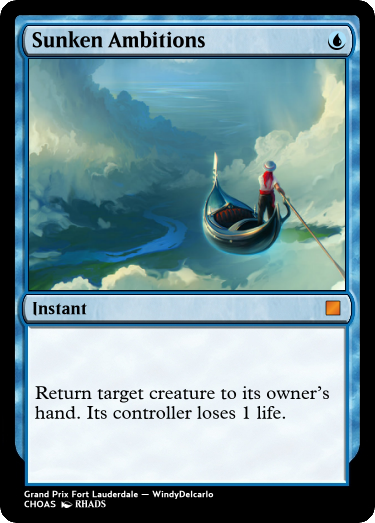 Sunken Ambitions
Instant
Return target creature to its owner's
hand. Its controller loses 1 life.
Grand Prix Fort Lauderdale — WindyDelcarlo
CHOAS RHADS